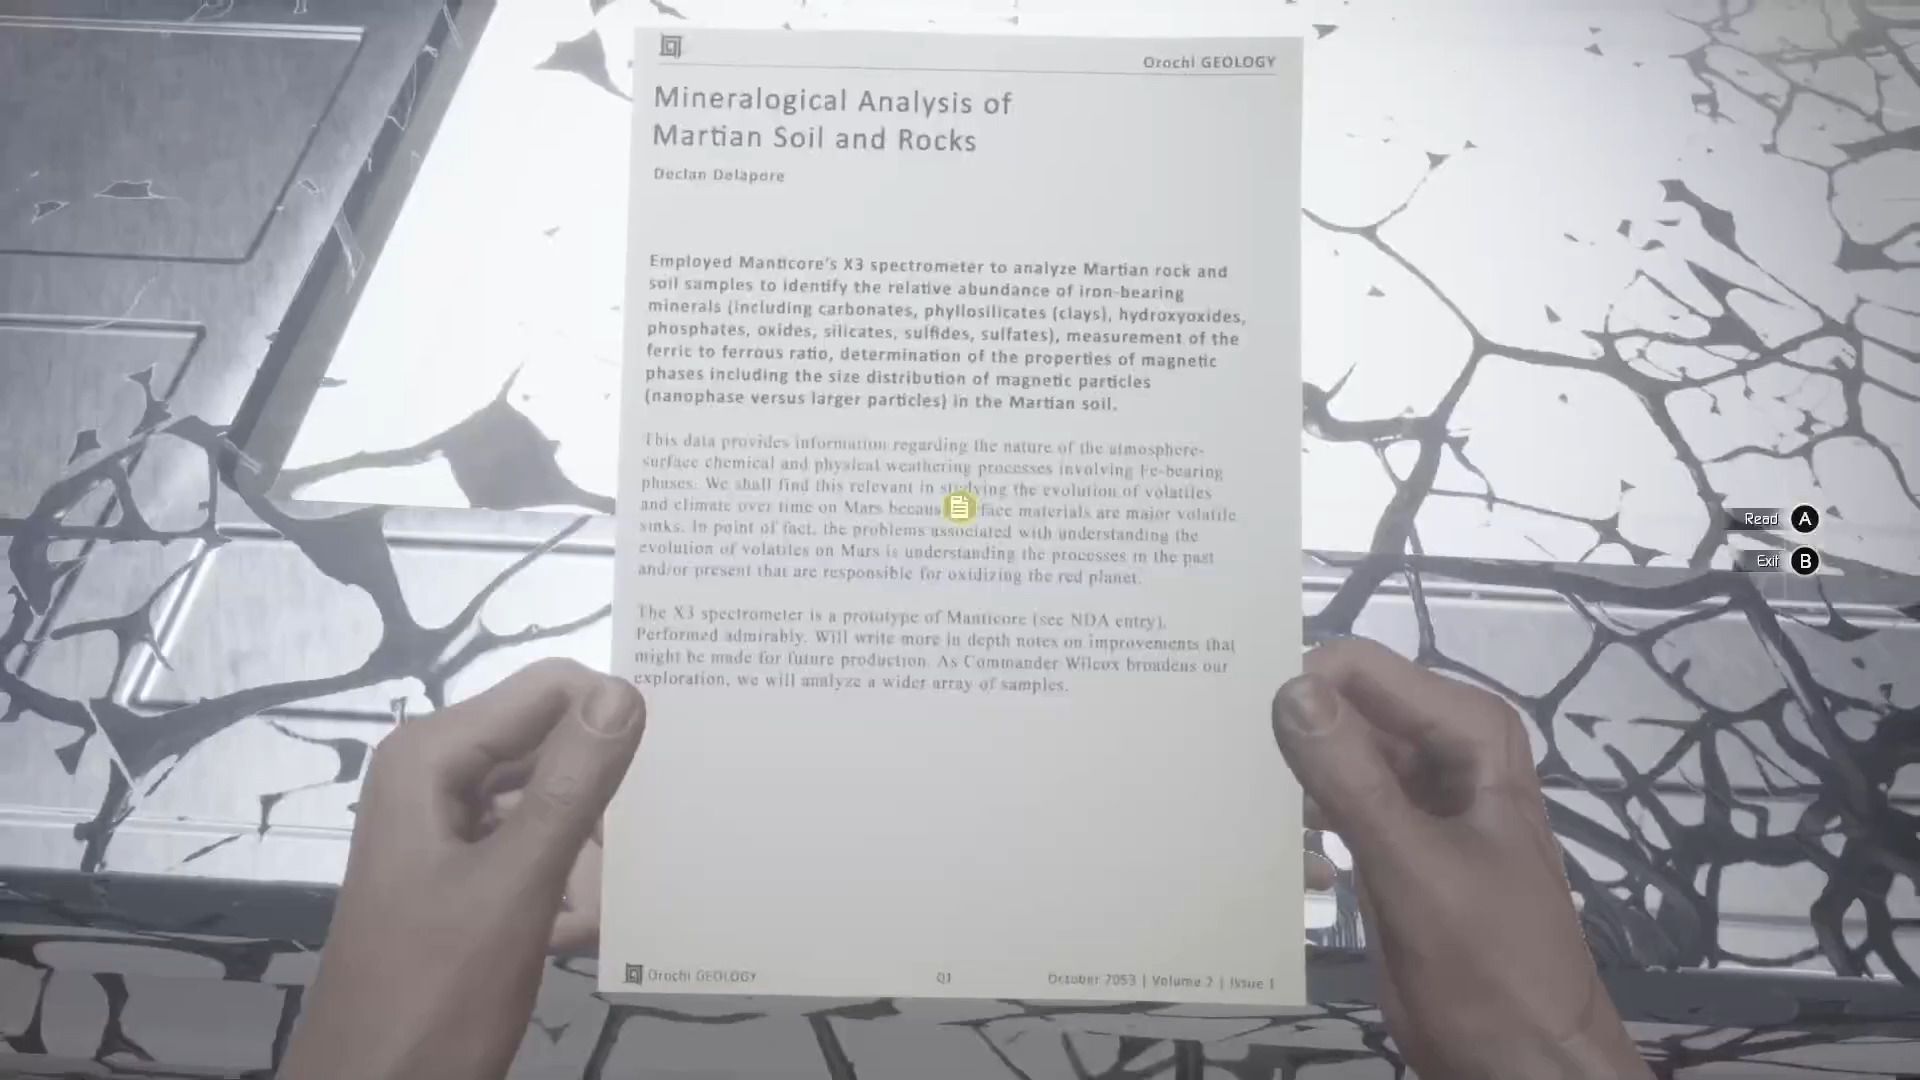 Orochi GEOLOGY
Mineralogical Analysis of
Martian Soil and Rocks
Declan Delapore
Employed Manticore's X3 spectrometer to analyze Martian rock and
soil samples to identify the relative abundance of iron-bearing
minerals (including carbonates, phyllosilicates (clays), hydroxyoxides,
phosphates, oxides, silicates, sulfides, sulfates), measurement of the
ferric to ferrous ratio, determination of the properties of magnetic
phases including the size distribution of magnetic particles
(nanophase versus larger particles) in the Martian soil.
This data provides information regarding the nature of the atmosphere-
surface chemical and physical weathering processes involving Fe-bearing
phases. We shall find this relevant in studying the evolution of volatiles
and climate over time on Mars materials are major volatile
sinks. In point of fact, the problems associated with understanding the
evolution of volatiles on Mars is understanding the processes in the past
and/or present that are responsible for oxidizing the red planet.
The X3 spectrometer is a prototype of Manticore (see NDA entry).
Performed admirably. Will write more in depth notes on improvements that
might be made for future production. As Commander Wilcox broadens our
exploration, we will analyze a wider array of samples.
Read A
Exit B
Orochi GEOLOGY Q1 October 2053 | Volume 2 | Issue 1